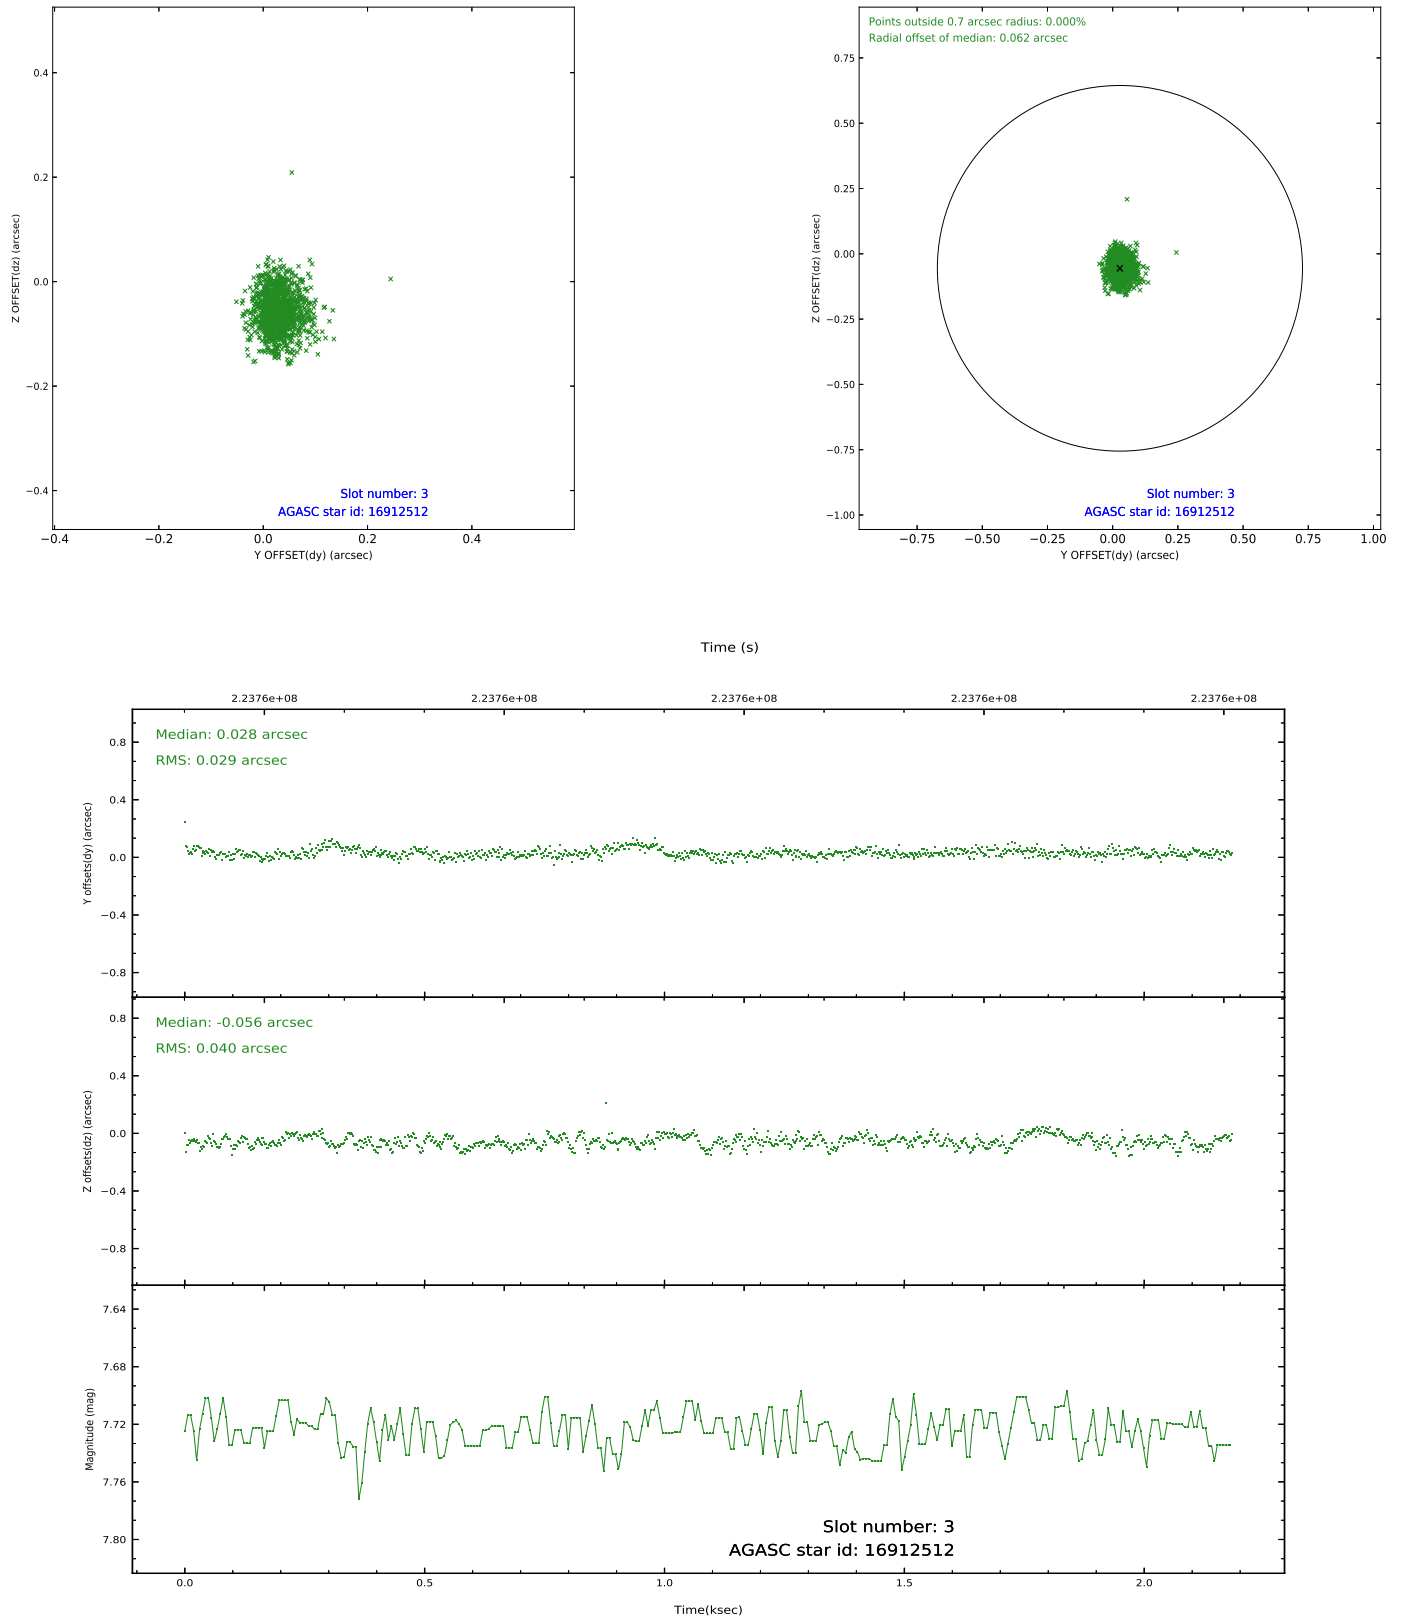 0.4
0.2
0.0
−0.2
−0.4
Z OFFSET(dz) (arcsec)
Slot number: 3
AGASC star id: 16912512
−0.4
−0.2
0.0
0.2
0.4
Y OFFSET(dy) (arcsec)
Points outside 0.7 arcsec radius: 0.000%
Radial offset of median: 0.062 arcsec
0.75
0.50
0.25
0.00
−0.25
−0.50
−0.75
−1.00
Z OFFSET(dz) (arcsec)
Slot number: 3
AGASC star id: 16912512
−0.75
−0.50
−0.25
0.00
0.25
0.50
0.75
1.00
Y OFFSET(dy) (arcsec)
Time (s)
2.2376e+08
2.2376e+08
2.2376e+08
2.2376e+08
2.2376e+08
Median: 0.028 arcsec
RMS: 0.029 arcsec
0.8
0.4
0.0
−0.4
−0.8
Y offsets(dy) (arcsec)
Median: -0.056 arcsec
RMS: 0.040 arcsec
0.8
0.4
0.0
−0.4
−0.8
Z offsets(dz) (arcsec)
7.64
7.68
7.72
7.76
7.80
Magnitude (mag)
Slot number: 3
AGASC star id: 16912512
0.0
0.5
1.0
1.5
2.0
Time(ksec)